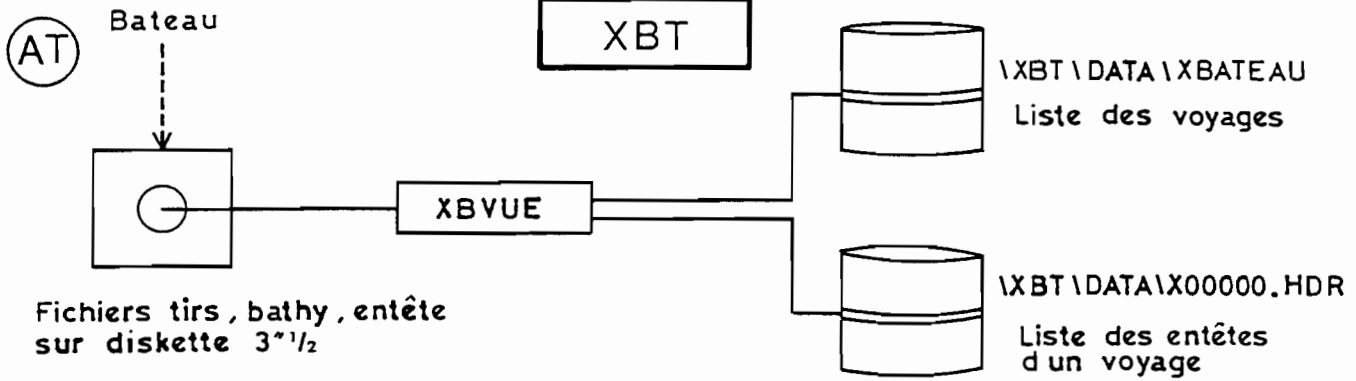 AT
Bateau
XBT
\XBT\DATA\XBATEAU
Liste des voyages
XBVUE
Fichiers tirs, bathy, entête
sur diskette 3"1/2
\XBT\DATA\X00000.HDR
Liste des entêtes
d un voyage